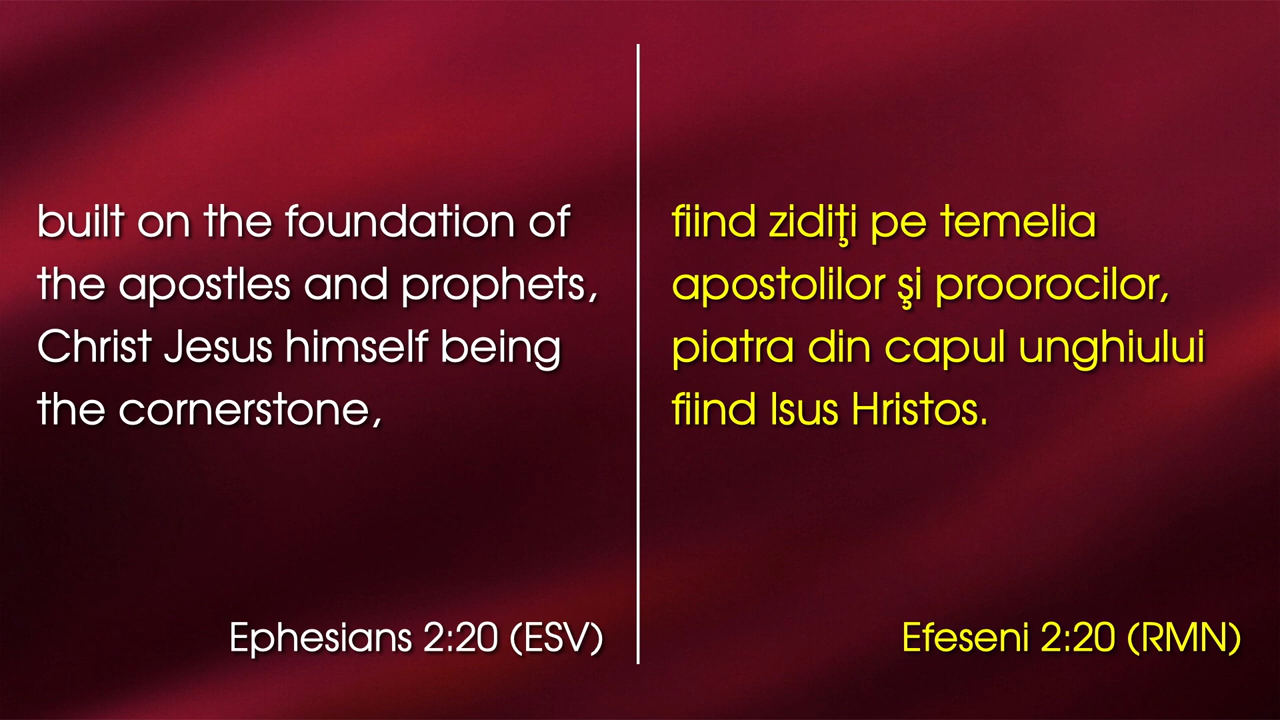 built on the foundation of
the apostles and prophets,
Christ Jesus himself being
the cornerstone,
Ephesians 2:20 (ESV)
fiind zidiţi pe temelia
apostolilor şi proorocilor,
piatra din capul unghiului
fiind Isus Hristos.
Efeseni 2:20 (RMN)